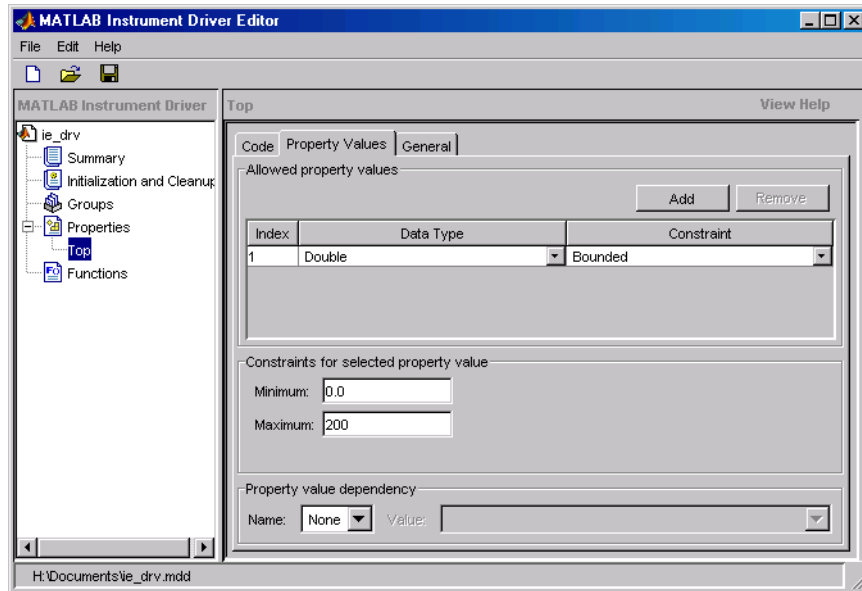 MATLAB Instrument Driver Editor
File Edit Help
MATLAB Instrument Driver
Top View Help
ie_drv
Summary
Initialization and Cleanup
Groups
Properties
Top
Functions
Code Property Values General
Allowed property values
Add Remove
Index Data Type Constraint
1 Double Bounded
Constraints for selected property value
Minimum: 0.0
Maximum: 200
Property value dependency
Name: None Value:
H:\Documents\ie_drv.mdd